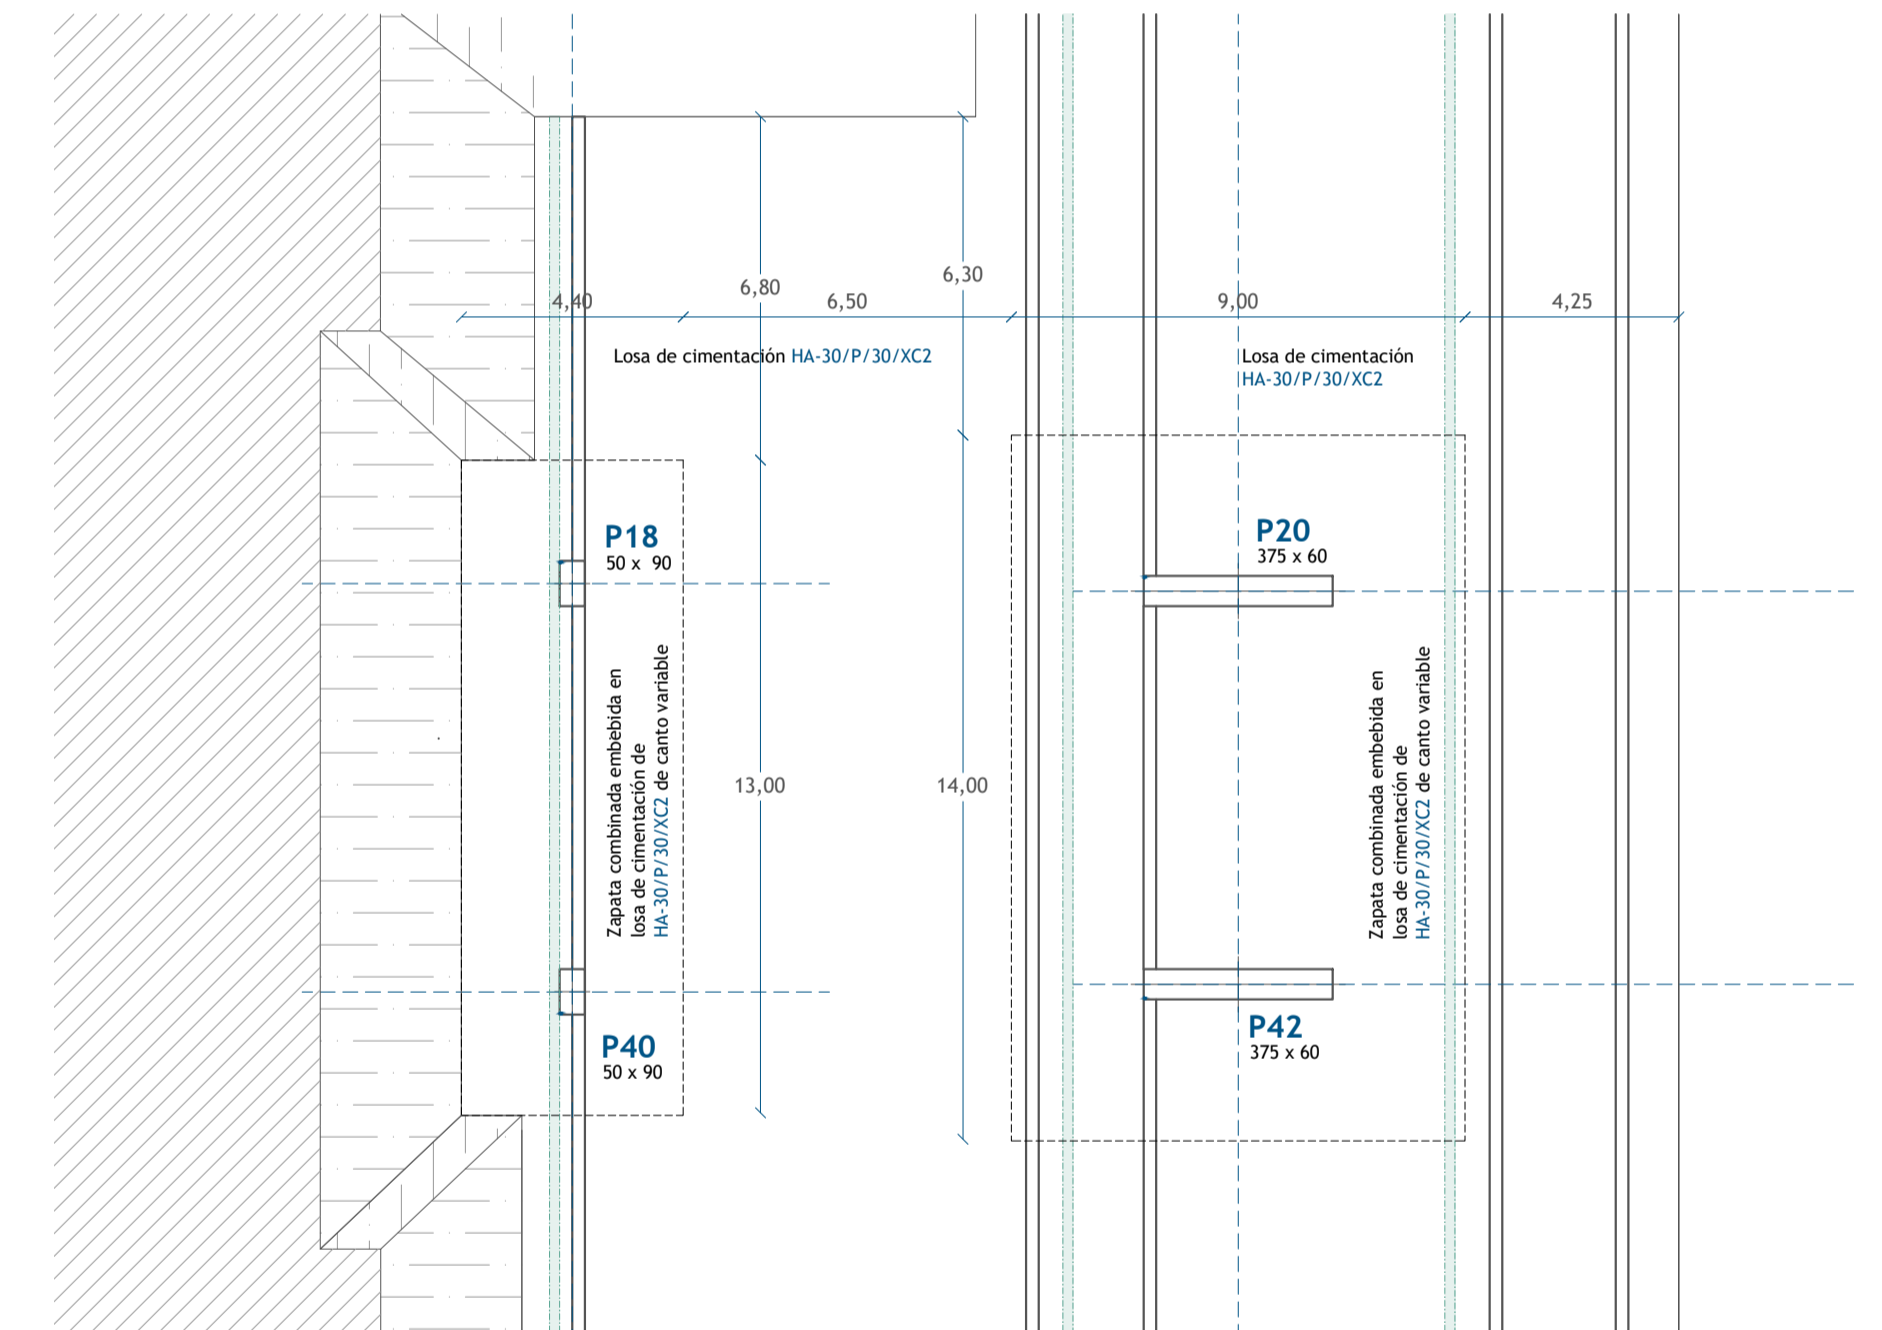 6,30
6,80
4,40
6,50
9,00
4,25
Losa de cimentación HA-30/P/30/XC2
Losa de cimentación
HA-30/P/30/XC2
P18
50 x 90
P20
375 x 60
Zapata combinada embebida en
losa de cimentación de
HA-30/P/30/XC2 de canto variable
13,00
14,00
Zapata combinada embebida en
losa de cimentación de
HA-30/P/30/XC2 de canto variable
P40
50 x 90
P42
375 x 60